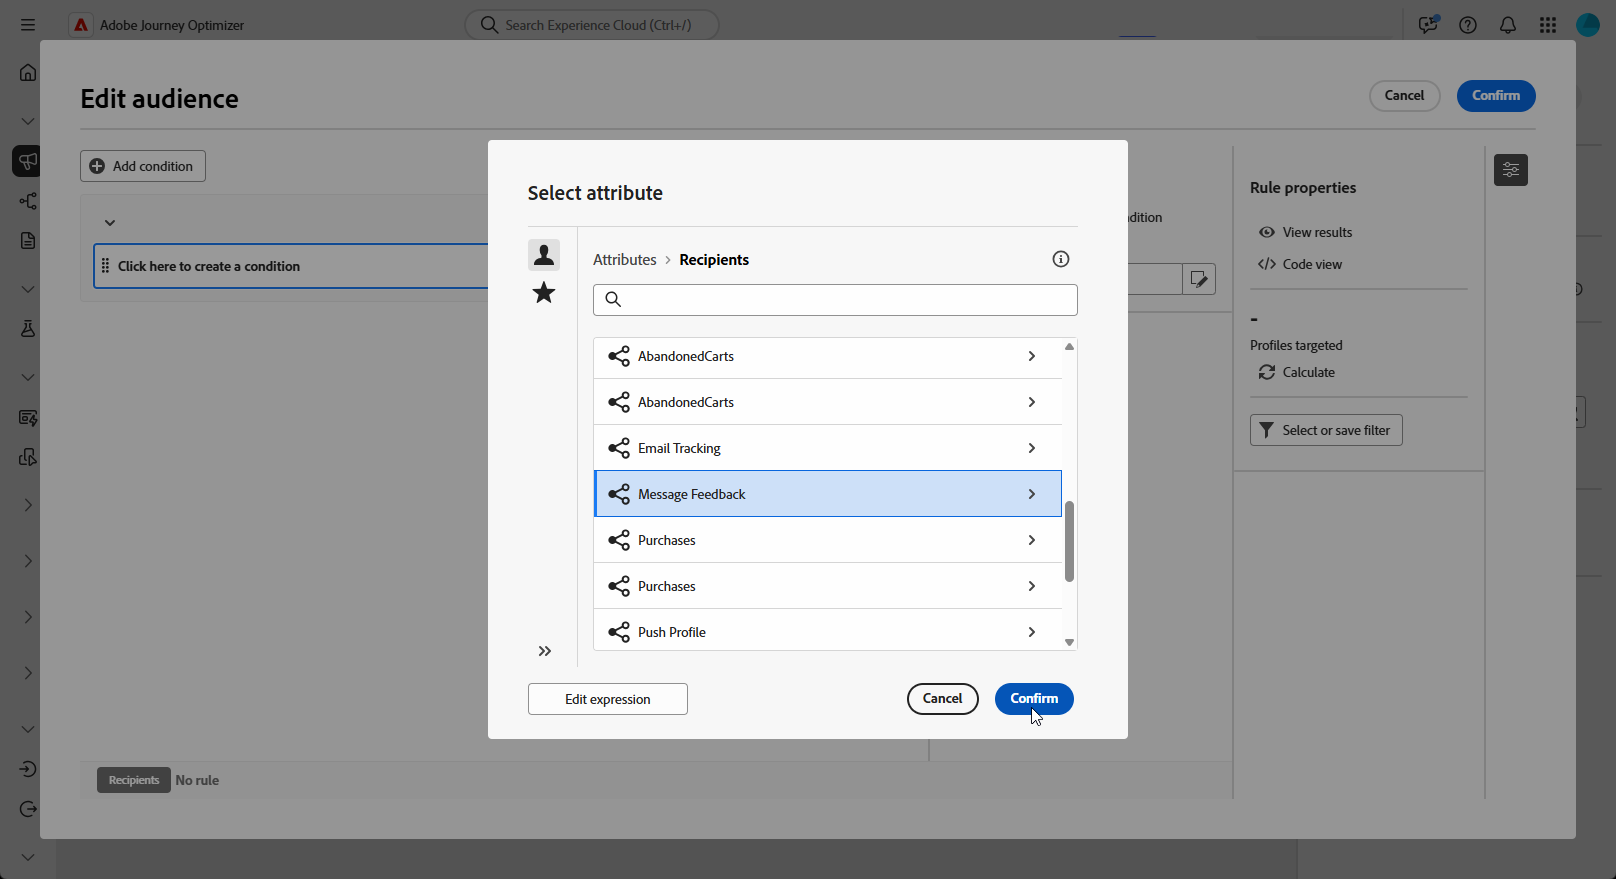 Adobe Journey Optimizer
Search Experience Cloud (Ctrl+/)
Edit audience
Cancel
Confirm
Add condition
Click here to create a condition
Select attribute
Attributes > Recipients
AbandonedCarts
AbandonedCarts
Email Tracking
Message Feedback
Purchases
Purchases
Push Profile
Edit expression
Cancel
Confirm
dition
Rule properties
View results
</> Code view
-
Profiles targeted
Calculate
Select or save filter
Recipients No rule